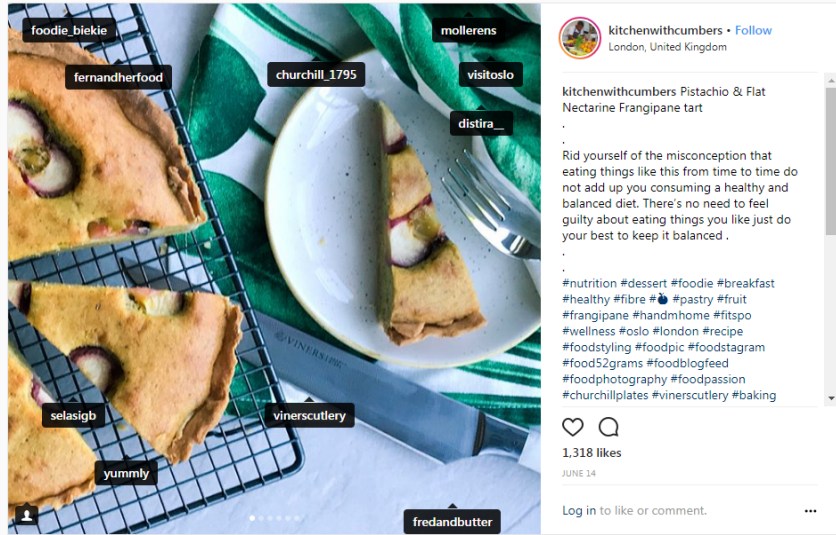 foodie_biekie
mollerens
fernandherfood
churchill_1795
visitoslo
distira__
VINERS
selasigb
vinerscutlery
yummly
fredandbutter
kitchenwithcumbers • Follow
London, United Kingdom
kitchenwithcumbers Pistachio & Flat
Nectarine Frangipane tart
.
.
Rid yourself of the misconception that
eating things like this from time to time do
not add up you consuming a healthy and
balanced diet. There's no need to feel
guilty about eating things you like just do
your best to keep it balanced .
.
.
#nutrition #dessert #foodie #breakfast
#healthy #fibre # #pastry #fruit
#frangipane #handmhome #fitspo
#wellness #oslo #london #recipe
#foodstyling #foodpic #foodstagram
#food52grams #foodblogfeed
#foodphotography #foodpassion
#churchillplates #vinerscutlery #baking
1,318 likes
JUNE 14
Log in to like or comment.